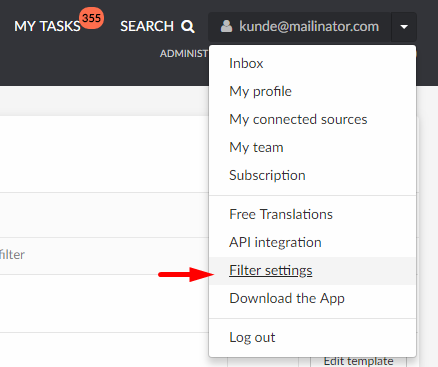 MY TASKS 355 SEARCH kunde@mailinator.com
ADMINIST
Inbox
My profile
My connected sources
My team
Subscription
Free Translations
API integration
filter
Filter settings
Download the App
Log out
Edit template